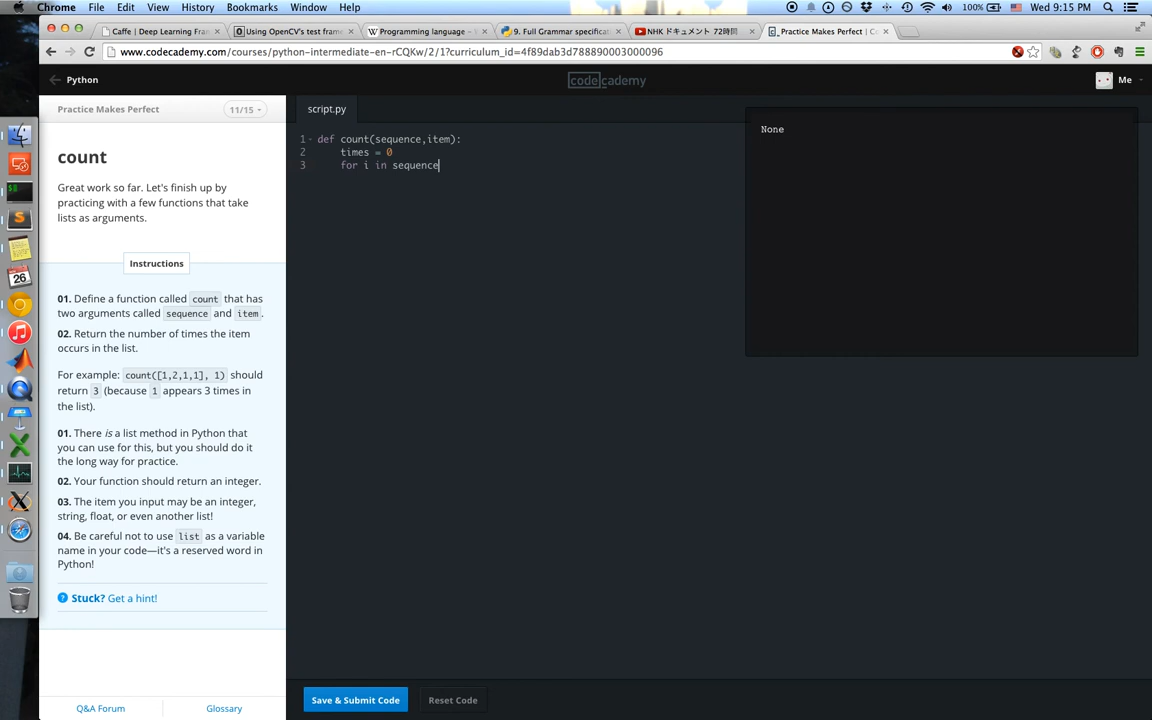 Chrome File Edit View History Bookmarks Window Help 100% Wed 9:15 PM
Caffe | Deep Learning Fran
Using OpenCV's test frame
Programming language -
9. Full Grammar specificat
NHK ドキュメント 72時間
Practice Makes Perfect | Co
www.codecademy.com/courses/python-intermediate-en-rCQKw/2/1?curriculum_id=4f89dab3d788890003000096
Python
codecademy
Me
Practice Makes Perfect
11/15
script.py
count
Great work so far. Let's finish up by
practicing with a few functions that take
lists as arguments.
Instructions
01. Define a function called count that has
two arguments called sequence and item.
02. Return the number of times the item
occurs in the list.
For example: count([1,2,1,1], 1) should
return 3 (because 1 appears 3 times in
the list).
01. There is a list method in Python that
you can use for this, but you should do it
the long way for practice.
02. Your function should return an integer.
03. The item you input may be an integer,
string, float, or even another list!
04. Be careful not to use list as a variable
name in your code—it's a reserved word in
Python!
Stuck? Get a hint!
Q&A Forum
Glossary
1 def count(sequence,item):
2 times = 0
3 for i in sequence
None
Save & Submit Code
Reset Code
26